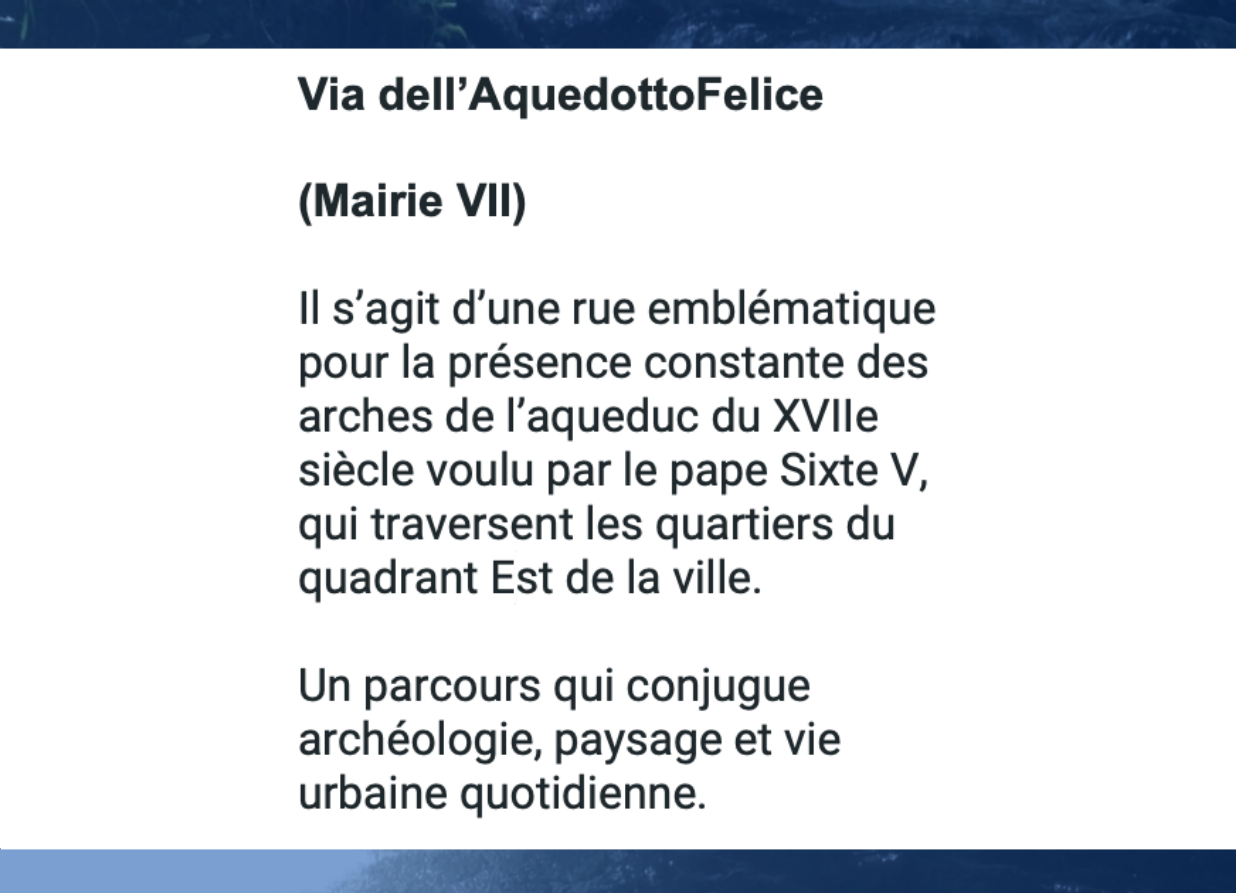 Via dell’AquedottoFelice
(Mairie VII)
Il s’agit d’une rue emblématique
pour la présence constante des
arches de l’aqueduc du XVIIe
siècle voulu par le pape Sixte V,
qui traversent les quartiers du
quadrant Est de la ville.
Un parcours qui conjugue
archéologie, paysage et vie
urbaine quotidienne.